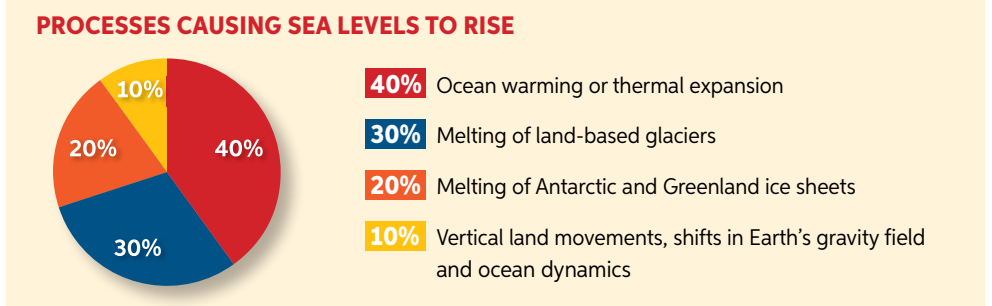 PROCESSES CAUSING SEA LEVELS TO RISE
10%
20%
40%
30%
40% Ocean warming or thermal expansion
30% Melting of land-based glaciers
20% Melting of Antarctic and Greenland ice sheets
10% Vertical land movements, shifts in Earth’s gravity field
and ocean dynamics